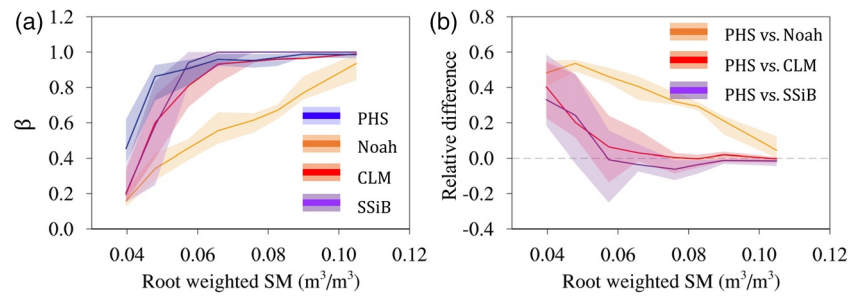 (a)
β
1.0
0.8
0.6
0.4
0.2
0.0
PHS
Noah
CLM
SSiB
0.04 0.06 0.08 0.10 0.12
Root weighted SM (m³/m³)
(b)
Relative difference
0.8
0.6
0.4
0.2
0.0
-0.2
-0.4
PHS vs. Noah
PHS vs. CLM
PHS vs. SSiB
0.04 0.06 0.08 0.10 0.12
Root weighted SM (m³/m³)